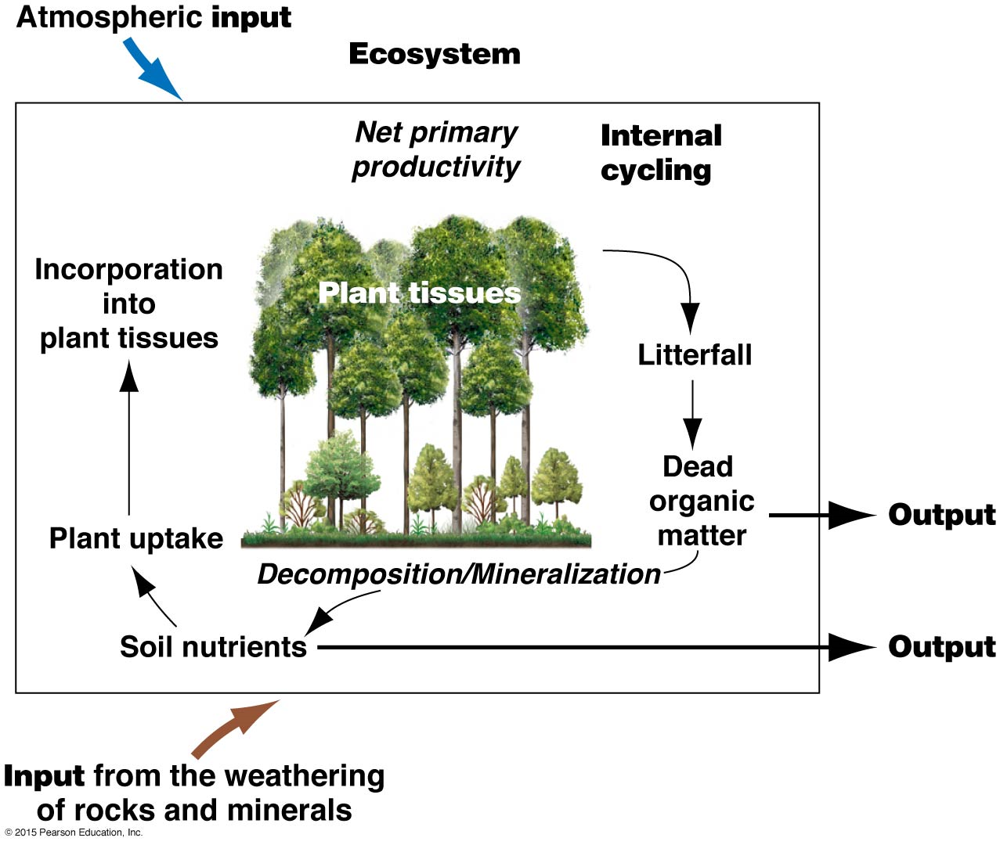 Atmospheric input
Ecosystem
Net primary
productivity
Internal
cycling
Incorporation
into
plant tissues
Plant tissues
Litterfall
Dead
organic
matter
Output
Plant uptake
Decomposition/Mineralization
Soil nutrients
Output
Input from the weathering
of rocks and minerals
© 2015 Pearson Education, Inc.